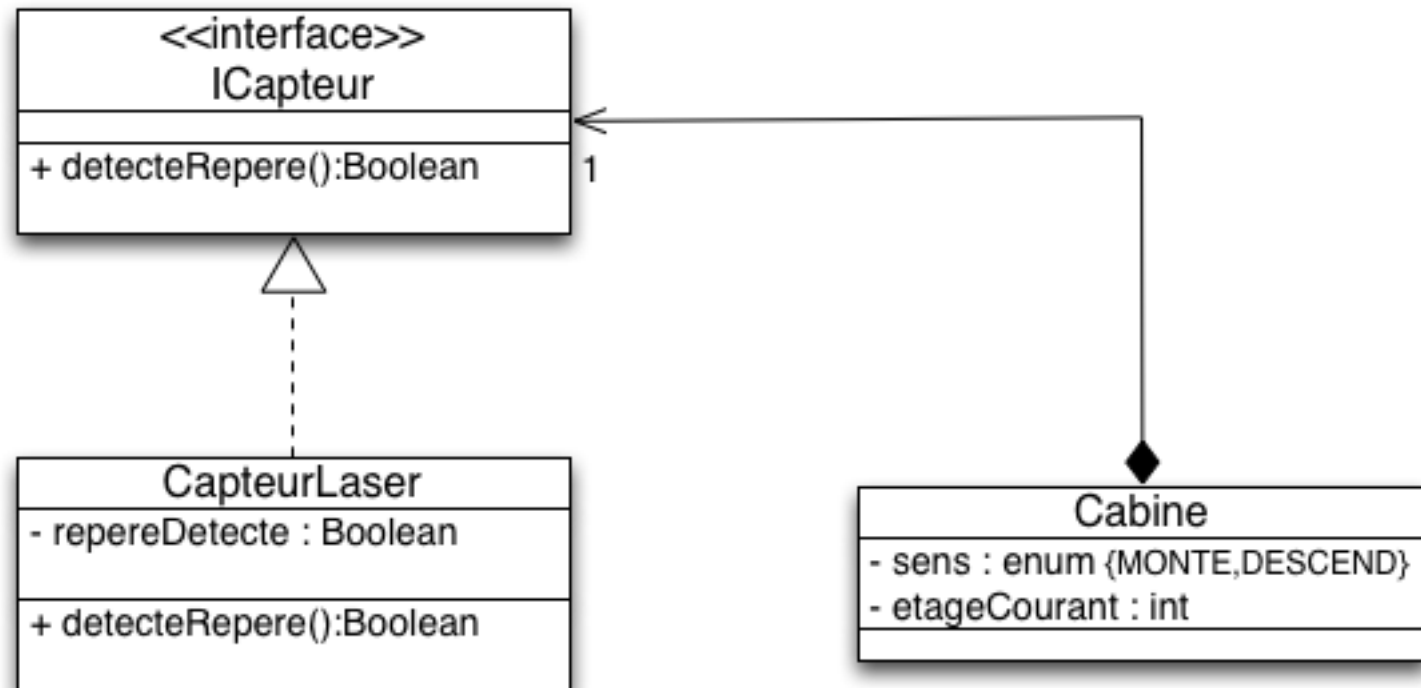 <<interface>>
ICapteur
+ detecteRepere():Boolean
1
CapteurLaser
- repereDetecte : Boolean
+ detecteRepere():Boolean
Cabine
- sens : enum {MONTE,DESCEND}
- etageCourant : int